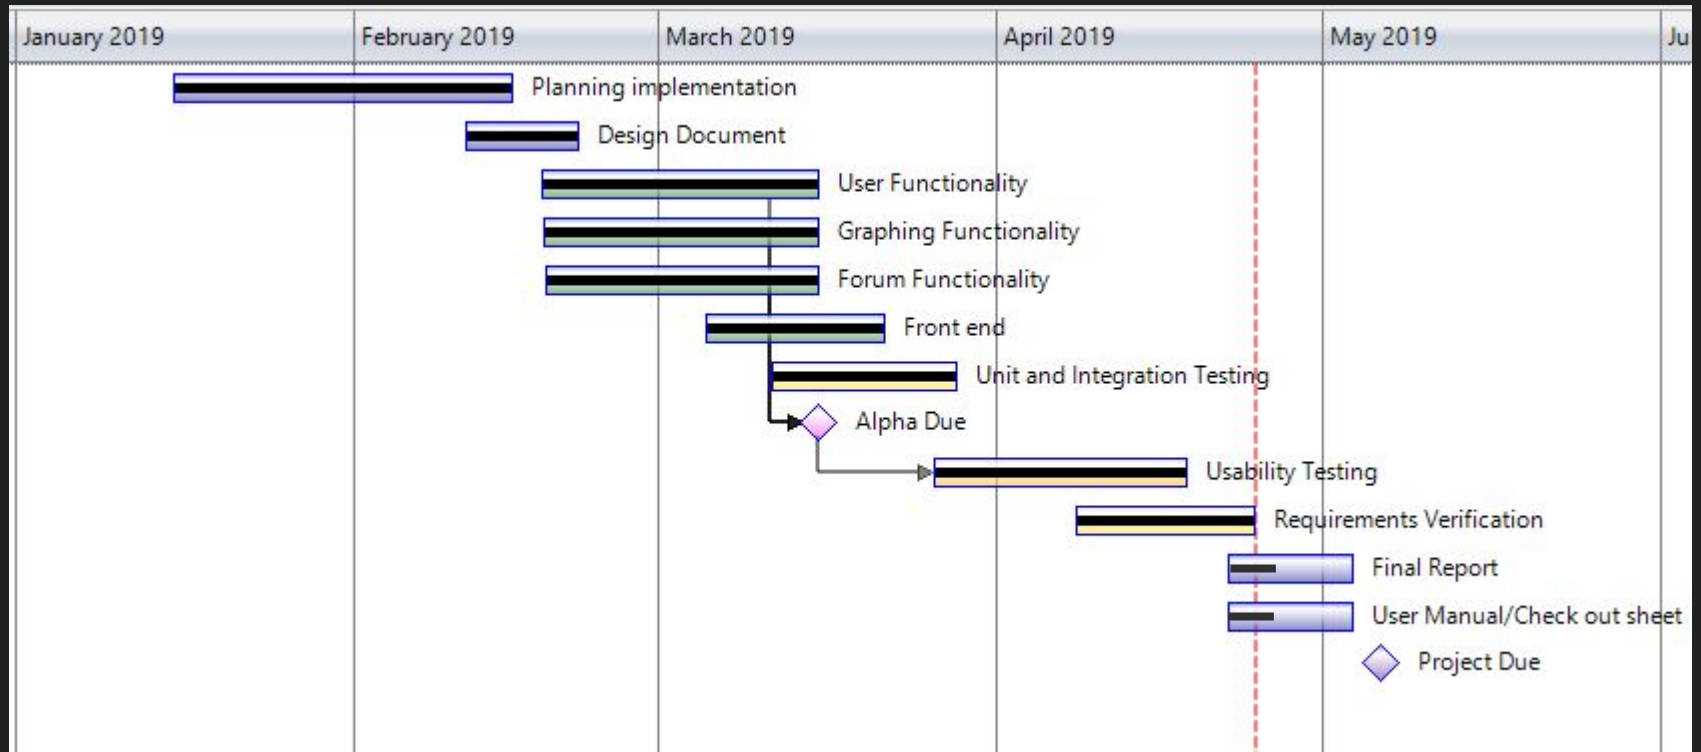 January 2019 February 2019 March 2019 April 2019 May 2019 Ju
Planning implementation
Design Document
User Functionality
Graphing Functionality
Forum Functionality
Front end
Unit and Integration Testing
Alpha Due
Usability Testing
Requirements Verification
Final Report
User Manual/Check out sheet
Project Due